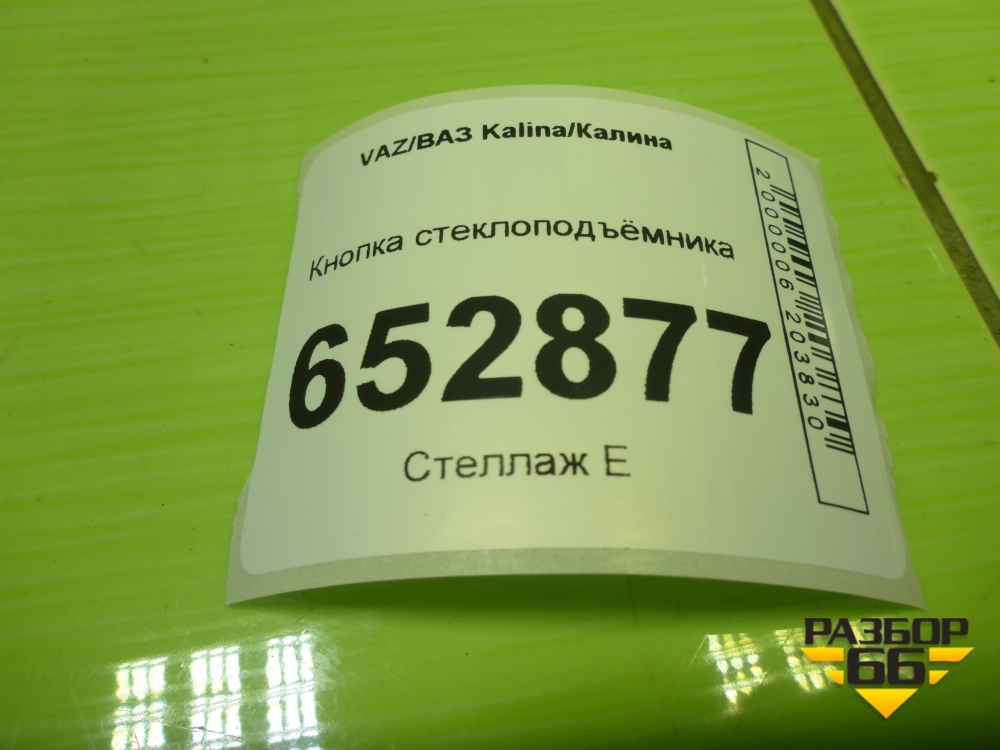 VAZ/ВАЗ Kalina/Калина
Кнопка стеклоподъёмника
652877
Стеллаж Е
2000006203830
РАЗБОР
66